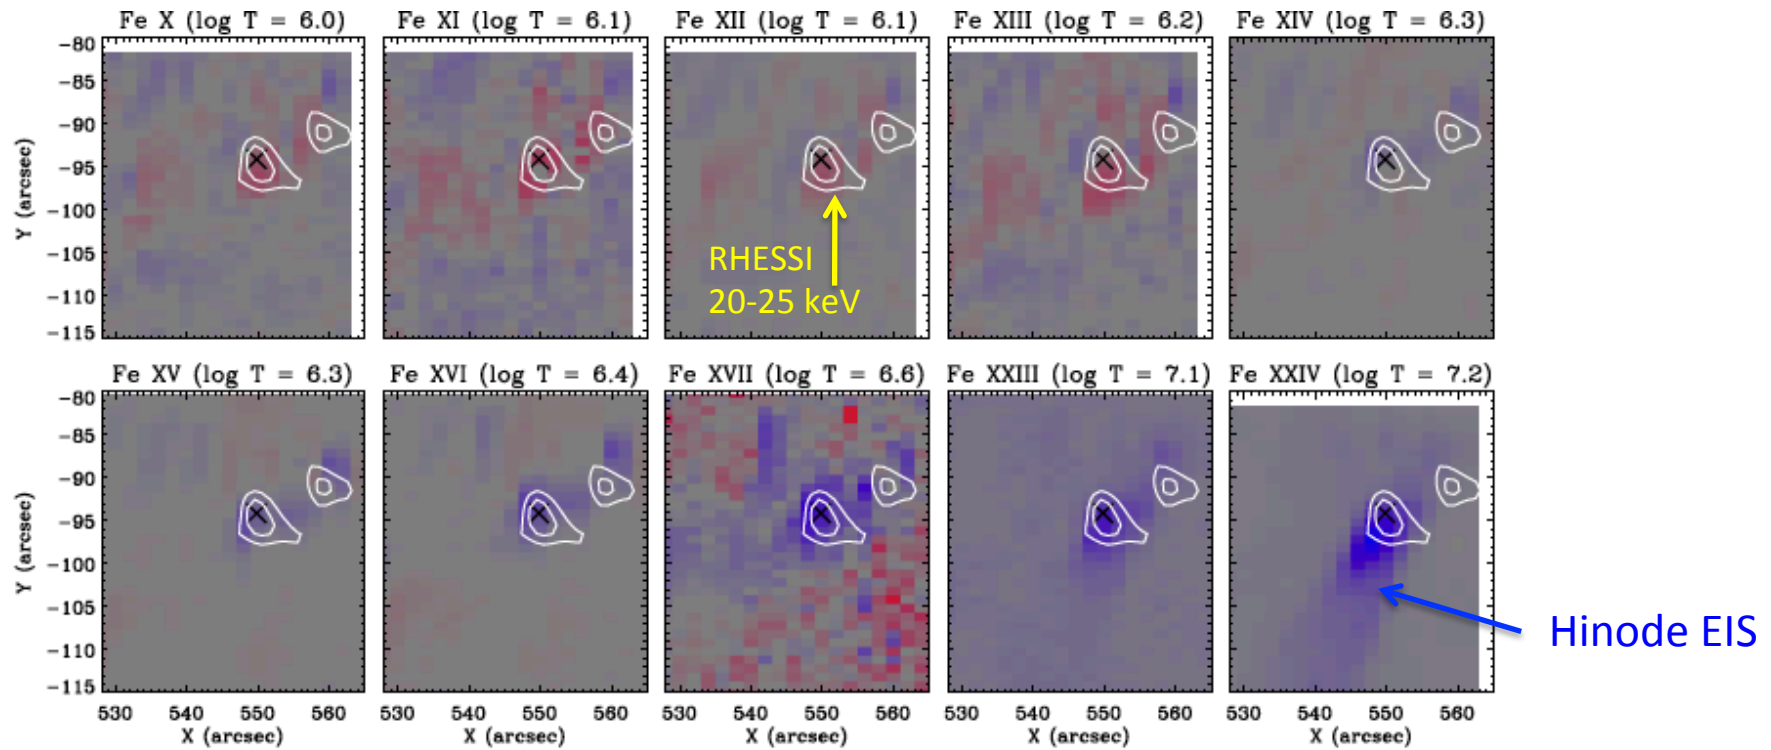 Fe X (log T = 6.0) Fe XI (log T = 6.1) Fe XII (log T = 6.1) Fe XIII (log T = 6.2) Fe XIV (log T = 6.3)
-80
-85
-90
-95
-100
-105
-110
-115
Y (arcsec)
RHESSI
20-25 keV
Fe XV (log T = 6.3) Fe XVI (log T = 6.4) Fe XVII (log T = 6.6) Fe XXIII (log T = 7.1) Fe XXIV (log T = 7.2)
-80
-85
-90
-95
-100
-105
-110
-115
Y (arcsec)
Hinode EIS
530 540 550 560 530 540 550 560 530 540 550 560 530 540 550 560 530 540 550 560
X (arcsec) X (arcsec) X (arcsec) X (arcsec) X (arcsec)